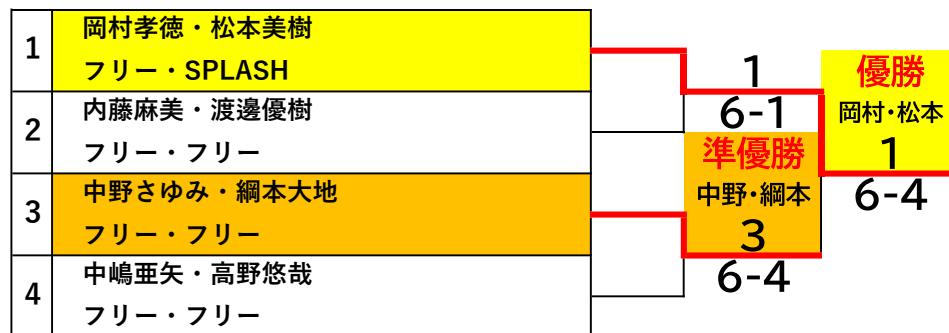 1
岡村孝徳・松本美樹
フリー・SPLASH
2
内藤麻美・渡邊優樹
フリー・フリー
3
中野さゆみ・綱本大地
フリー・フリー
4
中嶋亜矢・高野悠哉
フリー・フリー
1
6-1
準優勝
中野・綱本
3
6-4
優勝
岡村・松本
1
6-4